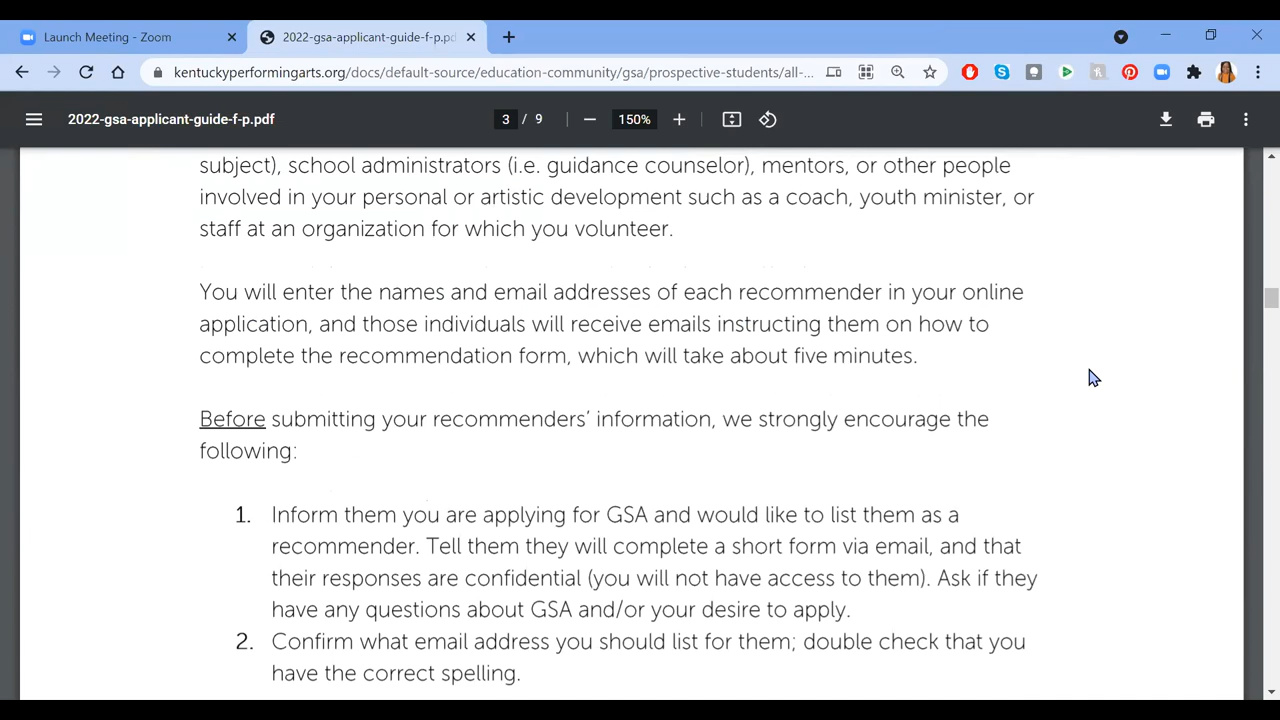 Launch Meeting - Zoom
2022-gsa-applicant-guide-f-p.pd
kentuckyperformingarts.org/docs/default-source/education-community/gsa/prospective-students/all-...
2022-gsa-applicant-guide-f-p.pdf
3 / 9
150%
subject), school administrators (i.e. guidance counselor), mentors, or other people
involved in your personal or artistic development such as a coach, youth minister, or
staff at an organization for which you volunteer.
You will enter the names and email addresses of each recommender in your online
application, and those individuals will receive emails instructing them on how to
complete the recommendation form, which will take about five minutes.
Before submitting your recommenders’ information, we strongly encourage the
following:
1. Inform them you are applying for GSA and would like to list them as a
recommender. Tell them they will complete a short form via email, and that
their responses are confidential (you will not have access to them). Ask if they
have any questions about GSA and/or your desire to apply.
2. Confirm what email address you should list for them; double check that you
have the correct spelling.